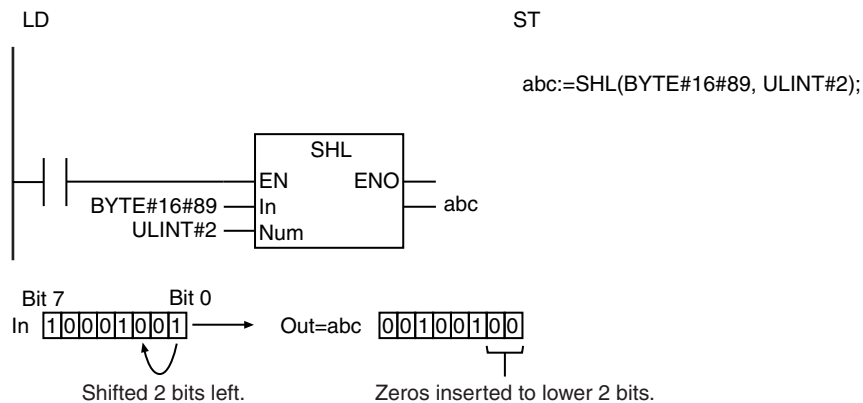 LD
ST
abc:=SHL(BYTE#16#89, ULINT#2);
SHL
EN ENO
BYTE#16#89 In abc
ULINT#2 Num
Bit 7 Bit 0
In 1 0 0 0 1 0 0 1 Out=abc 0 0 1 0 0 1 0 0
Shifted 2 bits left. Zeros inserted to lower 2 bits.